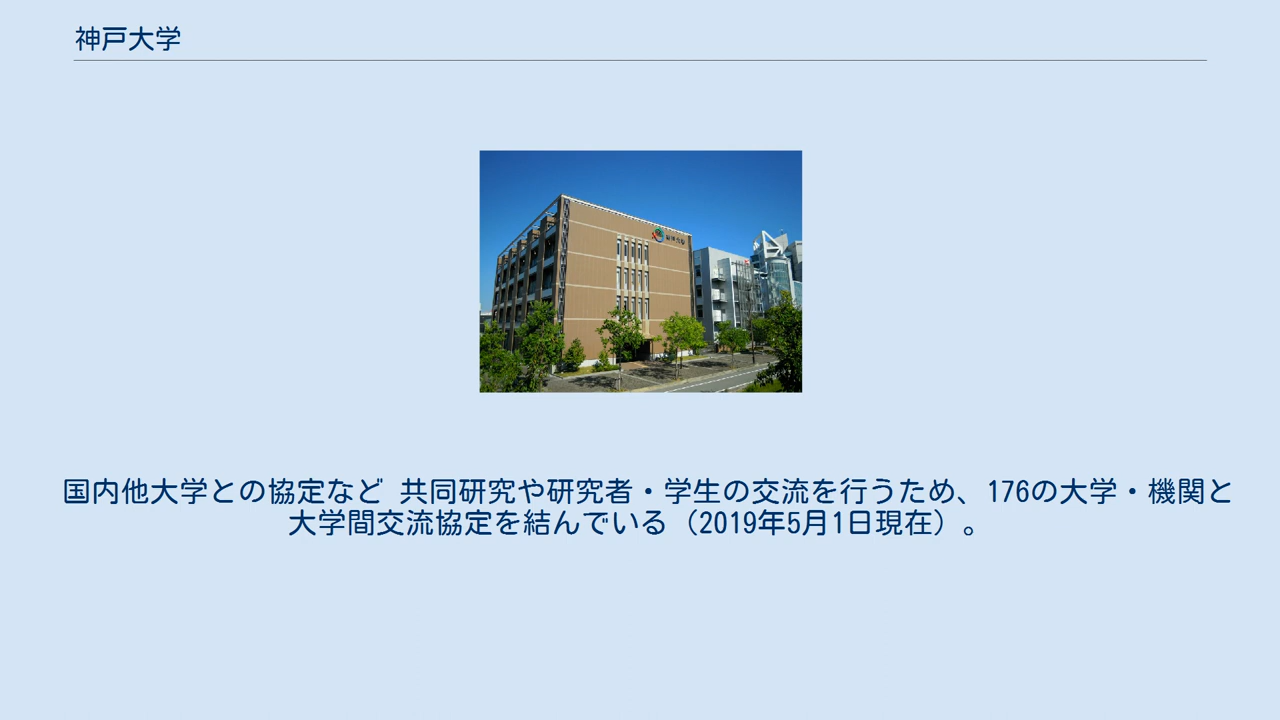 神戸大学
国内他大学との協定など 共同研究や研究者・学生の交流を行うため、176の大学・機関と
大学間交流協定を結んでいる（2019年5月1日現在）。